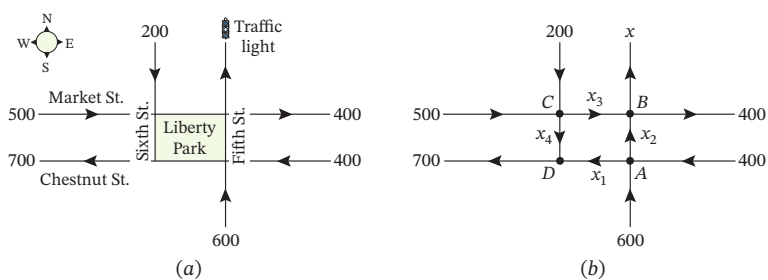 N
W E
S
200
Traffic
light
500
Market St.
400
Sixth St.
Liberty
Park
Fifth St.
700
Chestnut St.
400
600
(a)
200
x
500
C
x3
B
400
x4
x2
700
D
x1
A
400
600
(b)